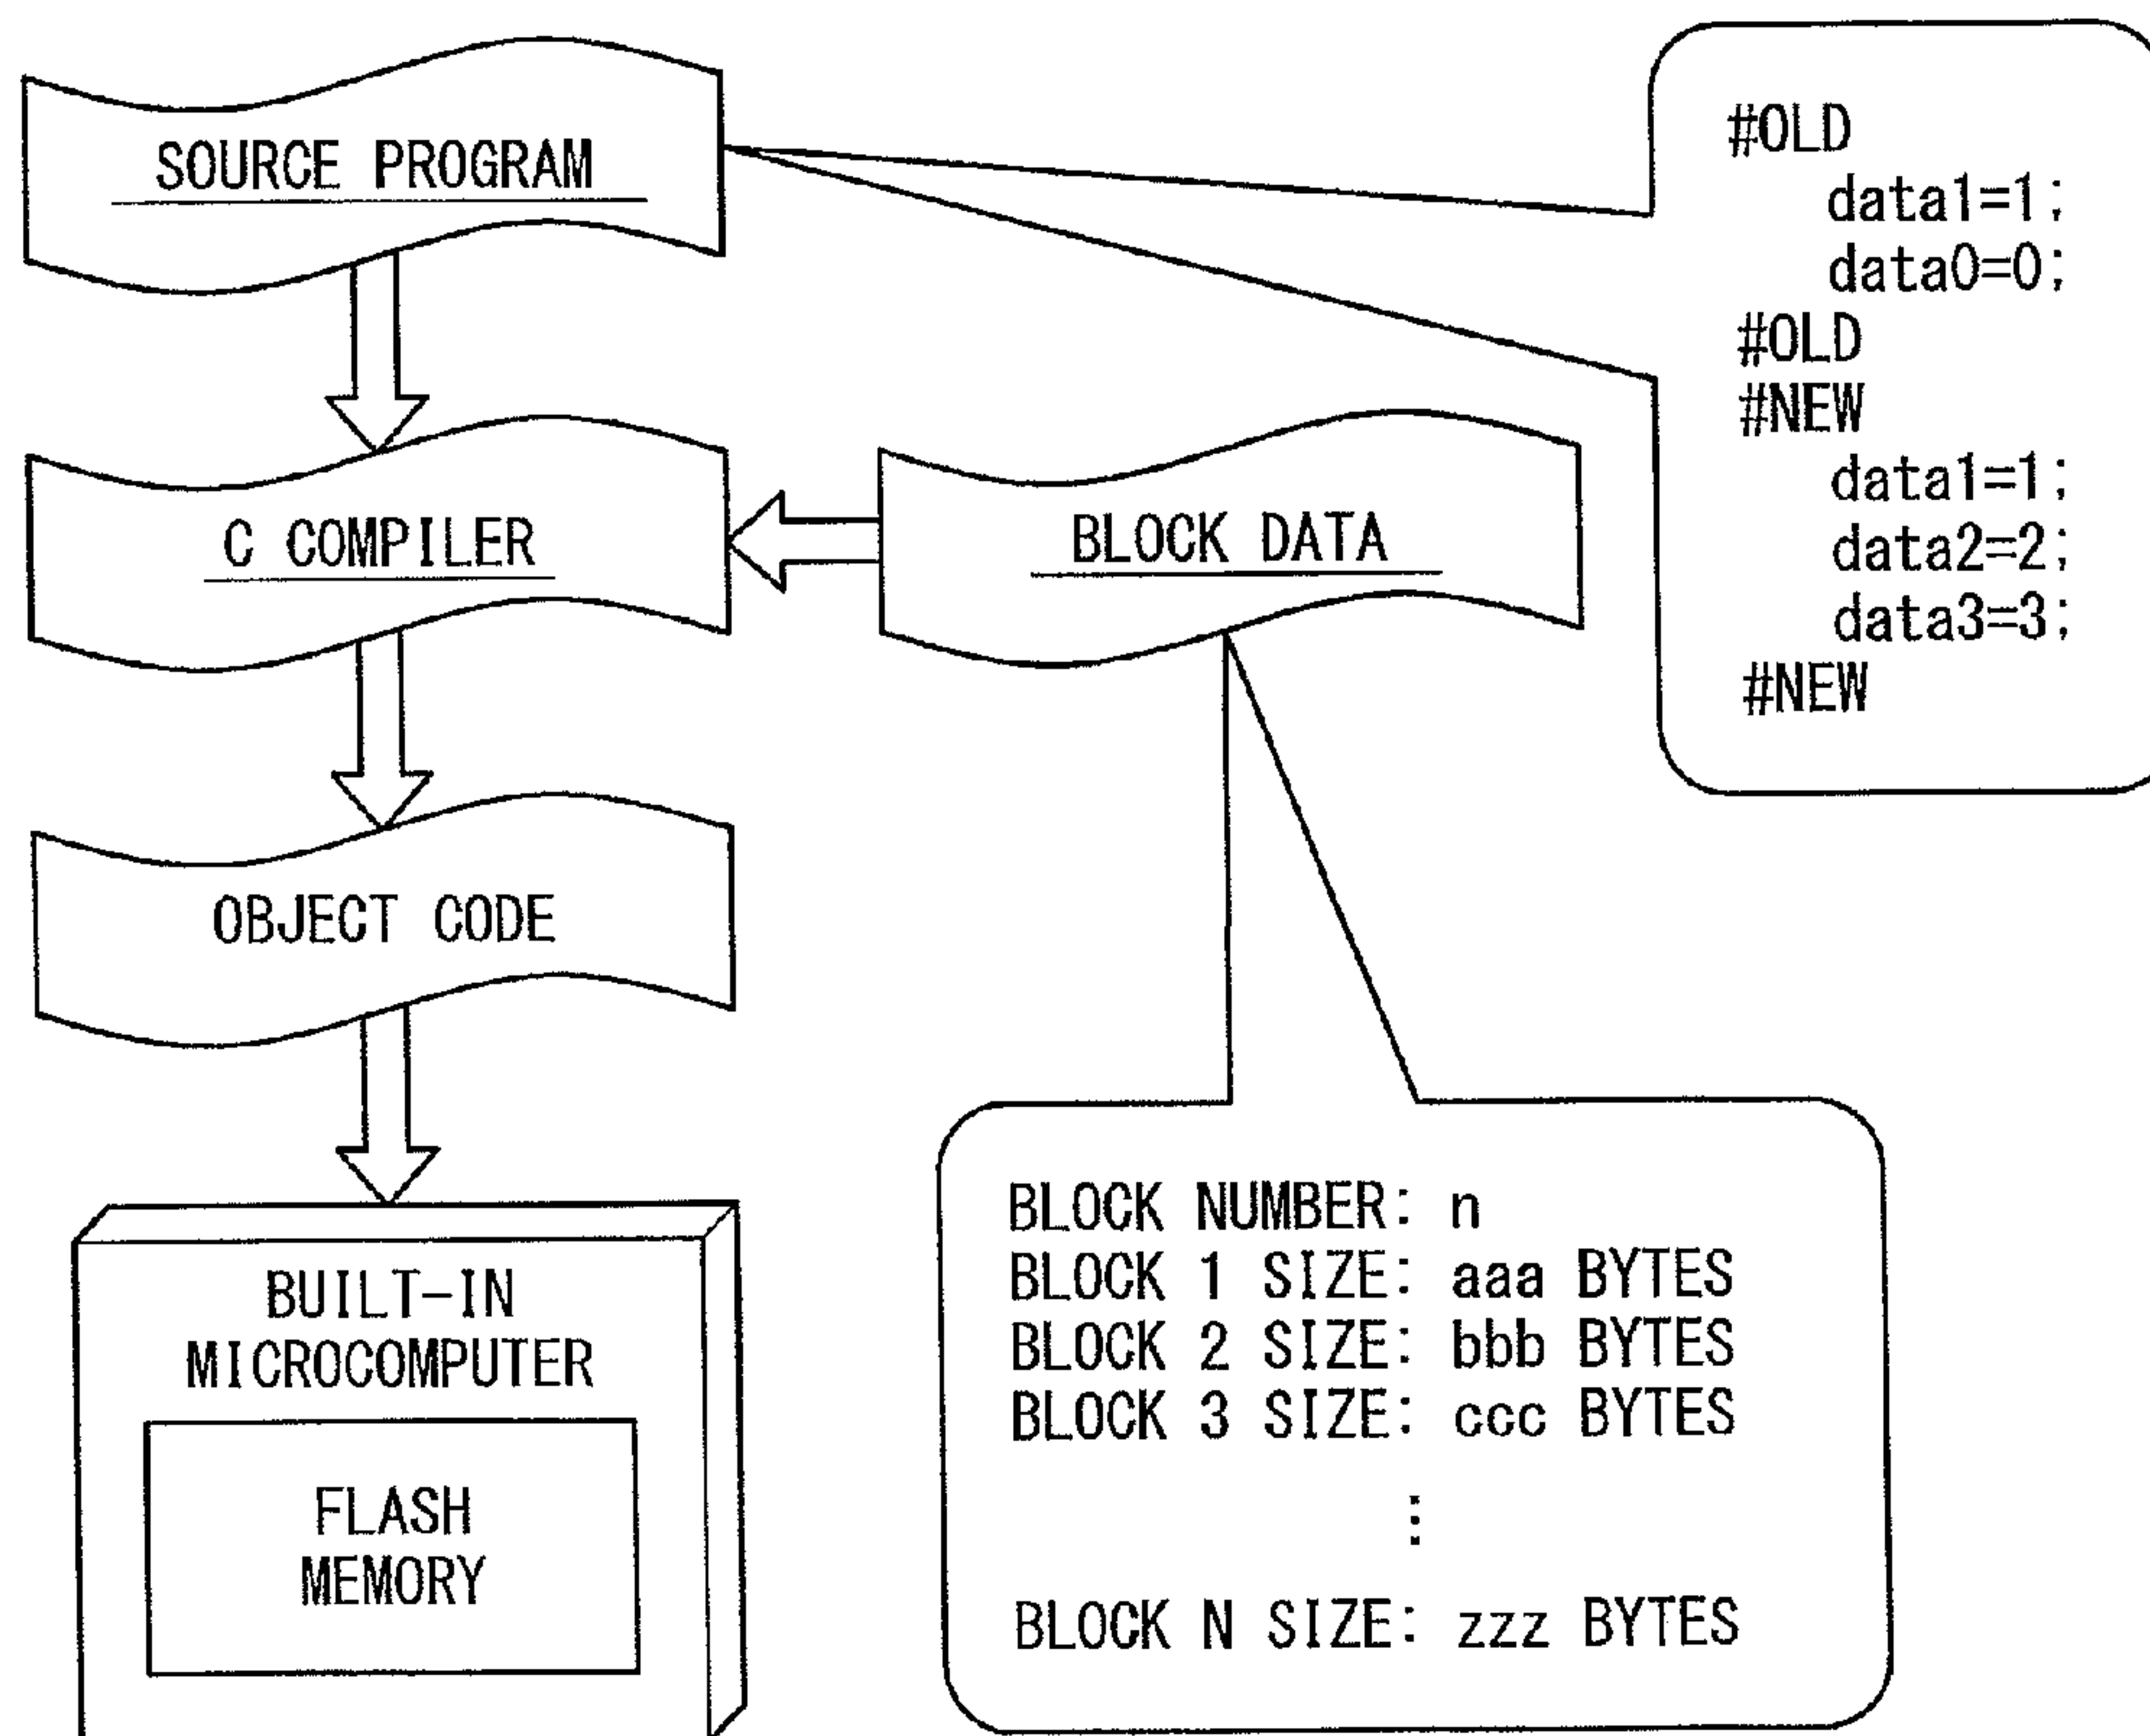 SOURCE PROGRAM
#OLD
data1=1;
data0=0;
#OLD
#NEW
data1=1;
data2=2;
data3=3;
#NEW
C COMPILER
BLOCK DATA
OBJECT CODE
BUILT-IN
MICROCOMPUTER
FLASH
MEMORY
BLOCK NUMBER: n
BLOCK 1 SIZE: aaa BYTES
BLOCK 2 SIZE: bbb BYTES
BLOCK 3 SIZE: ccc BYTES
:
BLOCK N SIZE: zzz BYTES